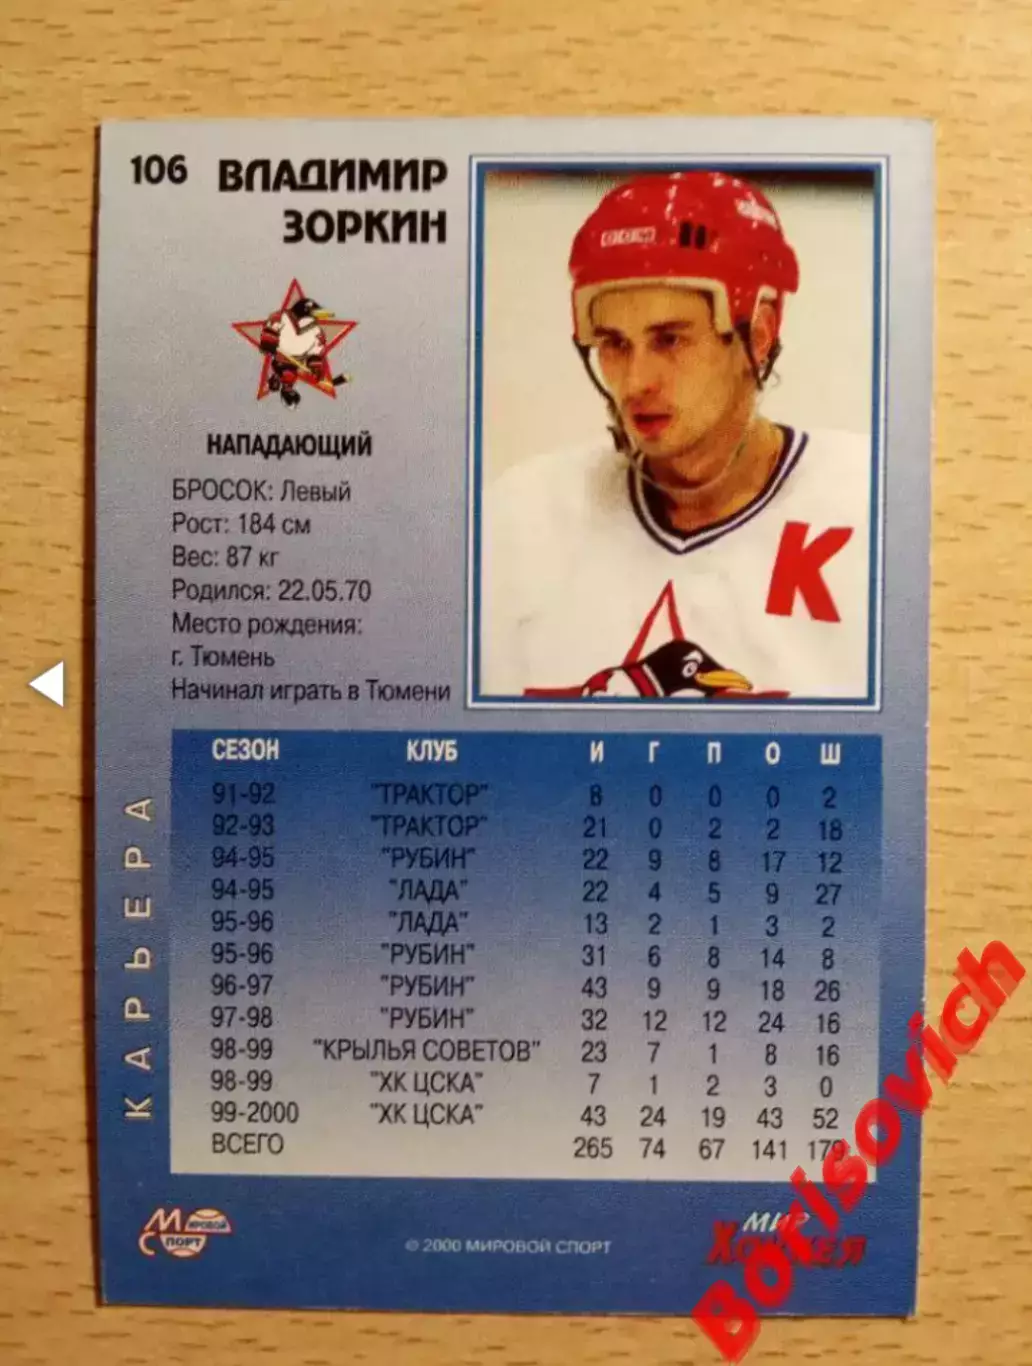 106 ВЛАДИМИР
ЗОРКИН
НАПАДАЮЩИЙ
БРОСОК: Левый
Рост: 184 см
Вес: 87 кг
Родился: 22.05.70
Место рождения:
г. Тюмень
Начинал играть в Тюмени
К
КАРЬЕРА
СЕЗОН КЛУБ И Г П О Ш
91-92 "ТРАКТОР" 8 0 0 0 2
92-93 "ТРАКТОР" 21 0 2 2 18
94-95 "РУБИН" 22 9 8 17 12
94-95 "ЛАДА" 22 4 5 9 27
95-96 "ЛАДА" 13 2 1 3 2
95-96 "РУБИН" 31 6 8 14 8
96-97 "РУБИН" 43 9 9 18 26
97-98 "РУБИН" 32 12 12 24 16
98-99 "КРЫЛЬЯ СОВЕТОВ" 23 7 1 8 16
98-99 "ХК ЦСКА" 7 1 2 3 0
99-2000 "ХК ЦСКА" 43 24 19 43 52
ВСЕГО 265 74 67 141 179
МИРОВОЙ
СПОРТ
© 2000 МИРОВОЙ СПОРТ
МИР
ХОККЕЯ
Borisovich